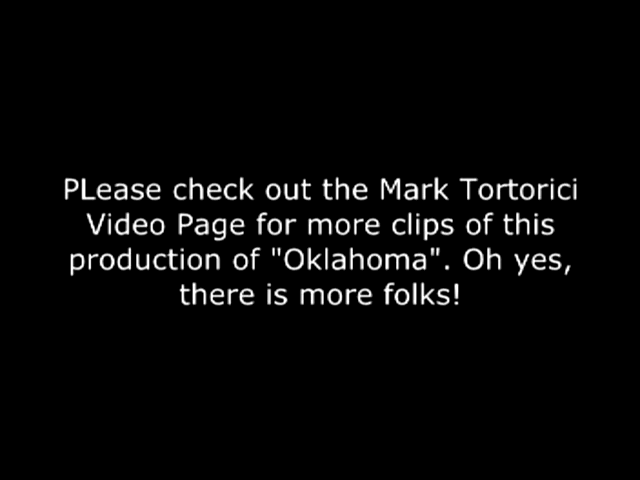 PLease check out the Mark Tortorici
Video Page for more clips of this
production of "Oklahoma". Oh yes,
there is more folks!